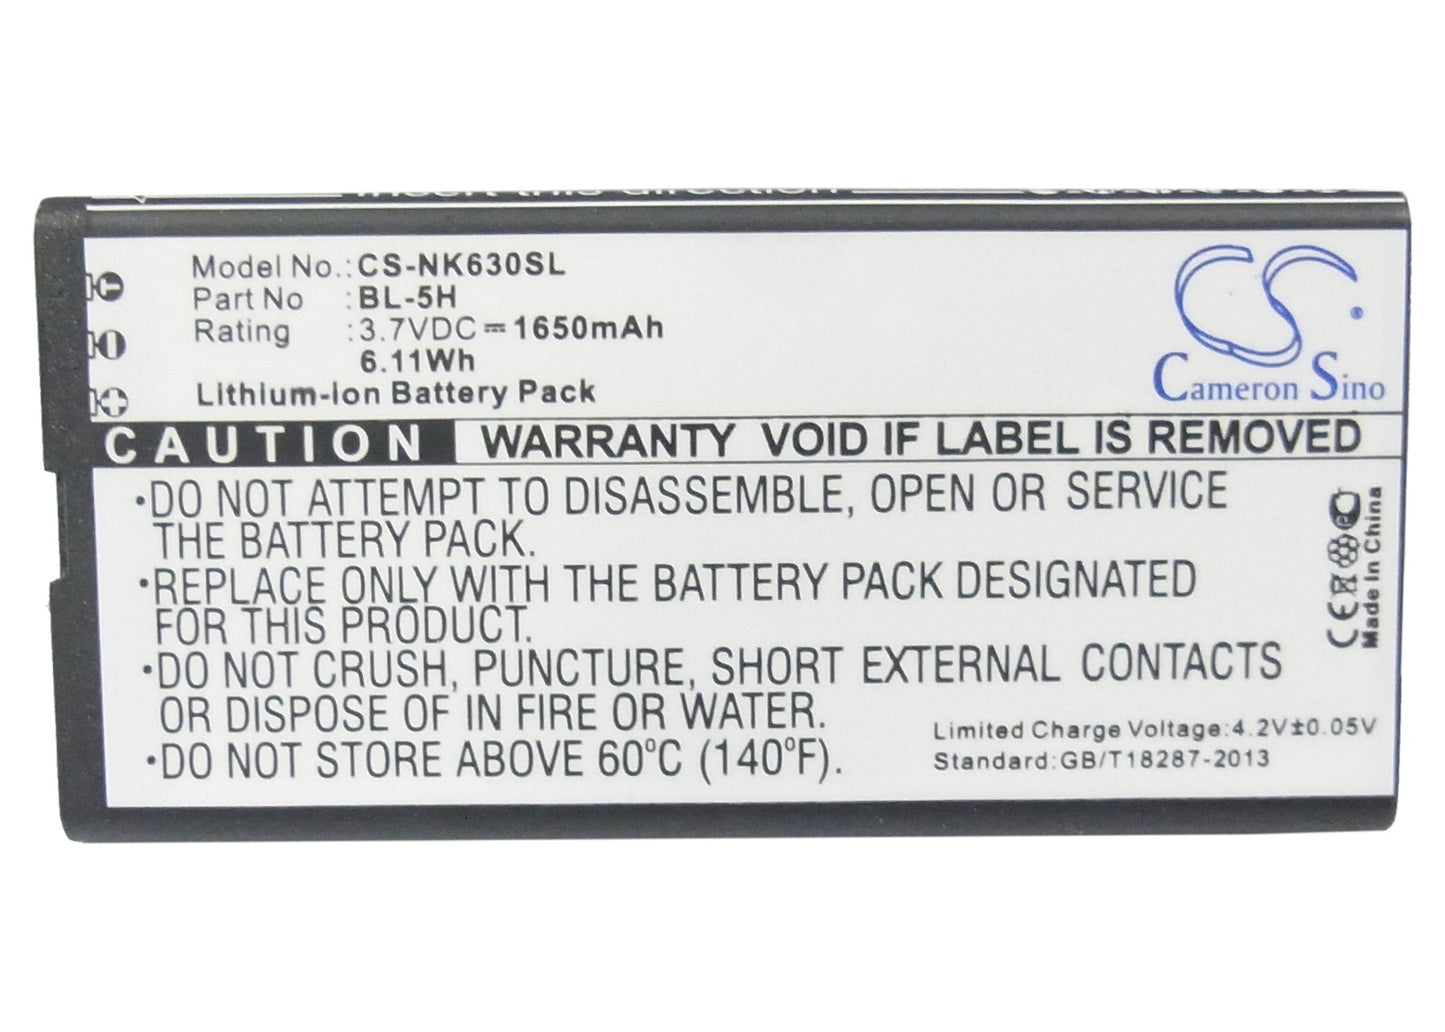 Insert this direction
Model No.: CS-NK630SL
Part No : BL-5H
Rating : 3.7VDC⎓1650mAh
6.11Wh
Lithium-Ion Battery Pack
Cameron Sino
CAUTION WARRANTY VOID IF LABEL IS REMOVED
•DO NOT ATTEMPT TO DISASSEMBLE, OPEN OR SERVICE
THE BATTERY PACK.
•REPLACE ONLY WITH THE BATTERY PACK DESIGNATED
FOR THIS PRODUCT.
•DO NOT CRUSH, PUNCTURE, SHORT EXTERNAL CONTACTS
OR DISPOSE OF IN FIRE OR WATER.
•DO NOT STORE ABOVE 60°C (140°F).
Limited Charge Voltage:4.2V±0.05V
Standard:GB/T18287-2013
CE
Made in China